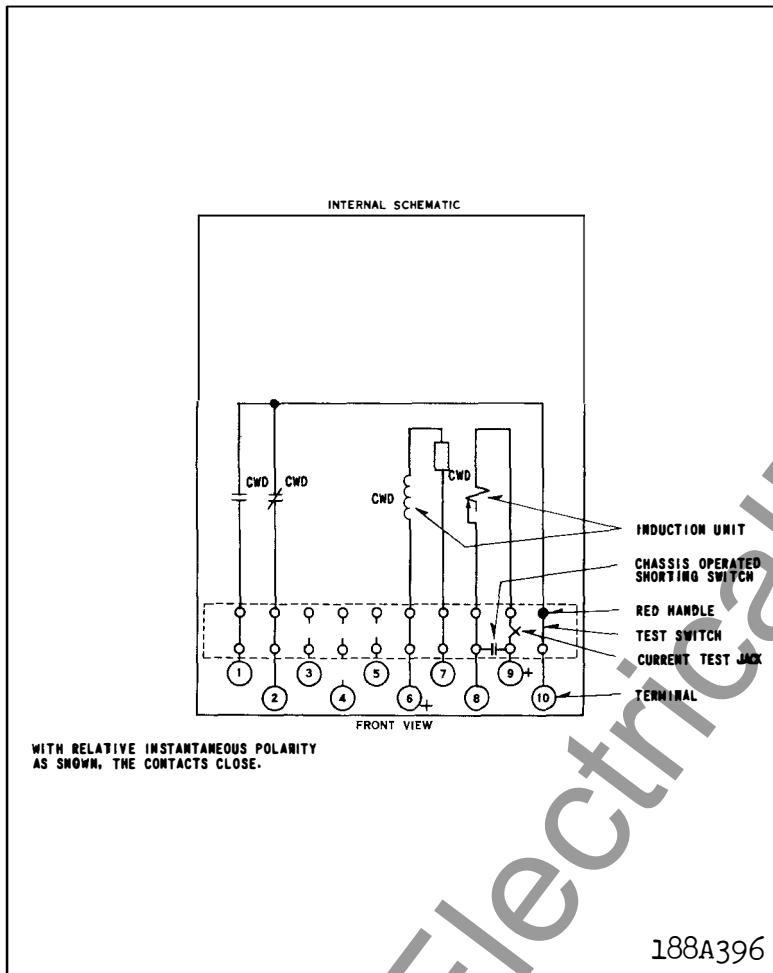 INTERNAL SCHEMATIC
CWD
CWD
CWD
CWD
INDUCTION UNIT
CHASSIS OPERATED
SHORTING SWITCH
RED HANDLE
TEST SWITCH
CURRENT TEST JACK
TERMINAL
1
2
3
4
5
6
+
7
8
9
+
10
FRONT VIEW
WITH RELATIVE INSTANTANEOUS POLARITY
AS SHOWN, THE CONTACTS CLOSE.
188A396
Electrica